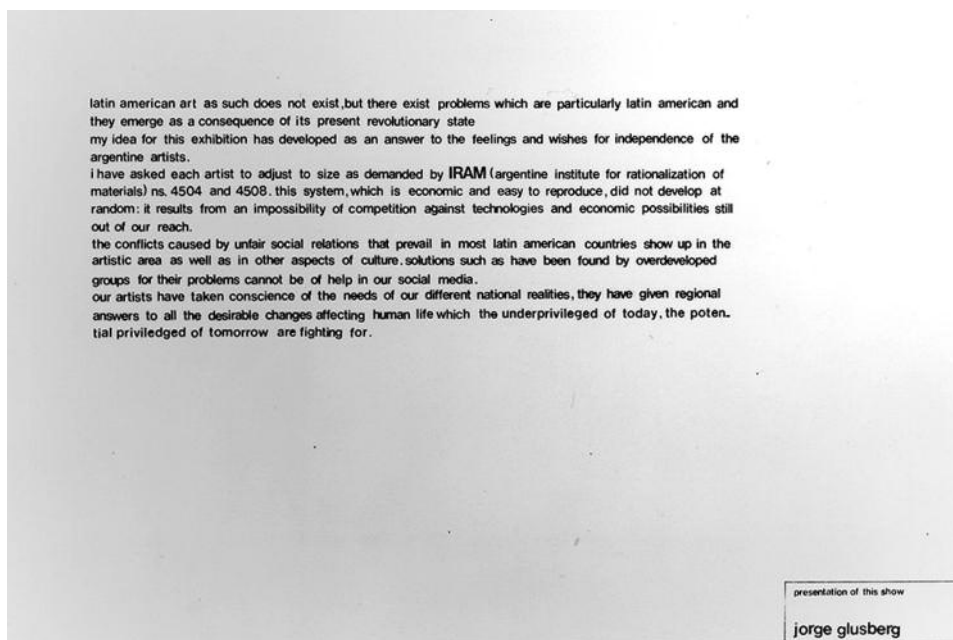 latin american art as such does not exist,but there exist problems which are particularly latin american and
they emerge as a consequence of its present revolutionary state
my idea for this exhibition has developed as an answer to the feelings and wishes for independence of the
argentine artists.
i have asked each artist to adjust to size as demanded by IRAM (argentine institute for rationalization of
materials) ns. 4504 and 4508. this system,which is economic and easy to reproduce, did not develop at
random: it results from an impossibility of competition against technologies and economic possibilities still
out of our reach.
the conflicts caused by unfair social relations that prevail in most latin american countries show up in the
artistic area as well as in other aspects of culture.solutions such as have been found by overdeveloped
groups for their problems cannot be of help in our social media.
our artists have taken conscience of the needs of our different national realities, they have given regional
answers to all the desirable changes affecting human life which the underprivileged of today, the poten_
tial priviledged of tomorrow are fighting for.
presentation of this show
jorge glusberg